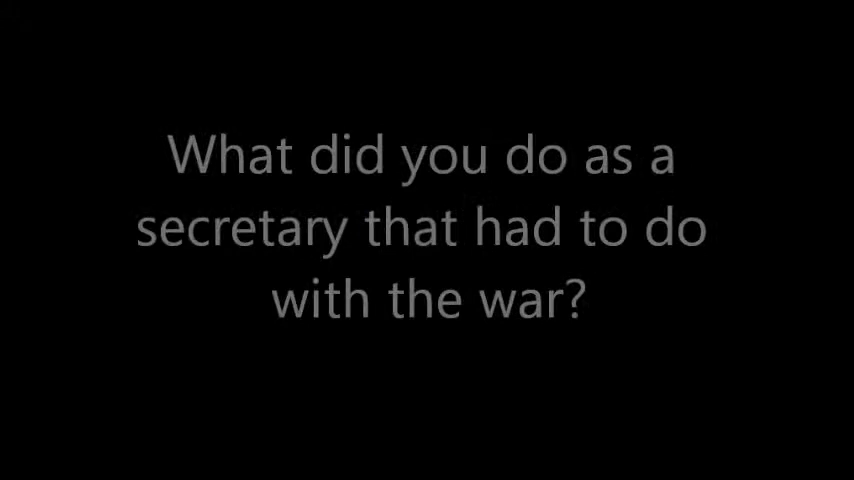 What did you do as a
secretary that had to do
with the war?